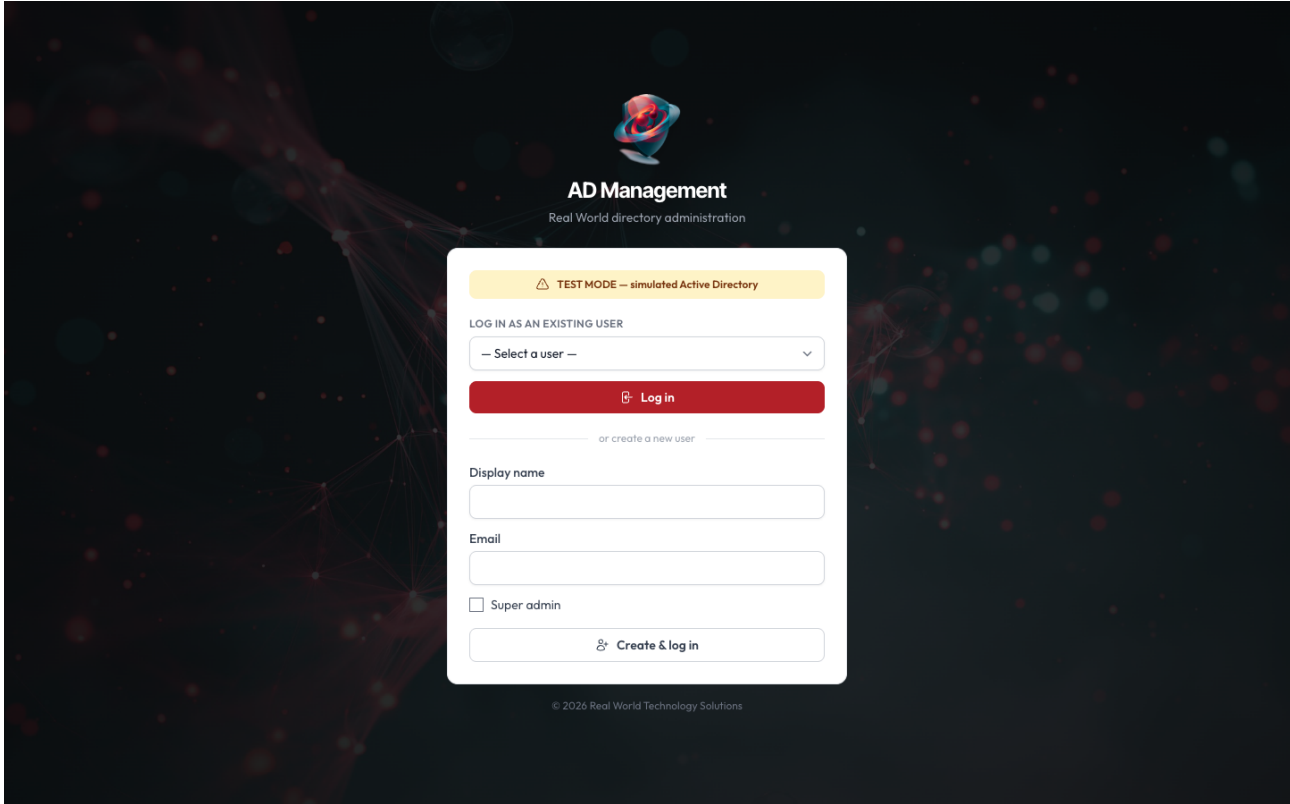 AD Management
Real World directory administration
TEST MODE — simulated Active Directory
LOG IN AS AN EXISTING USER
— Select a user —
Log in
or create a new user
Display name
Email
Super admin
Create & log in
© 2026 Real World Technology Solutions